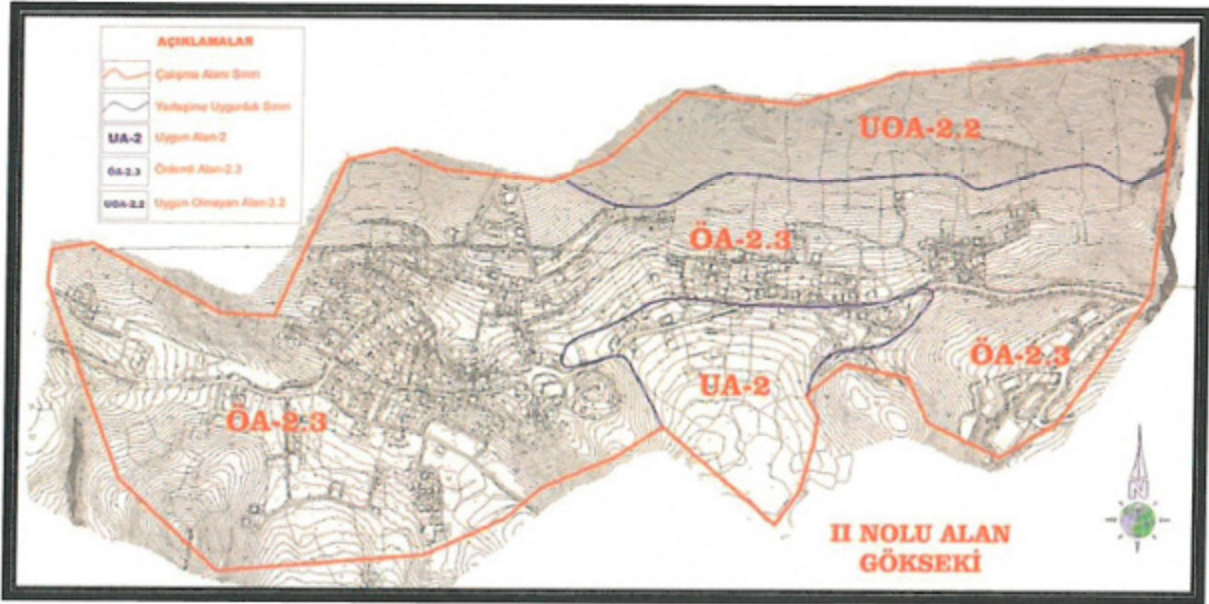 AÇIKLAMALAR
Çalışma Alanı Sınırı
Yerleşime Uygunluk Sınırı
UA-2 Uygun Alan-2
ÖA-2.3 Önlemli Alan-2.3
UOA-2.2 Uygun Olmayan Alan-2.2
UOA-2.2
ÖA-2.3
ÖA-2.3
UA-2
ÖA-2.3
N
II NOLU ALAN
GÖKSEKİ